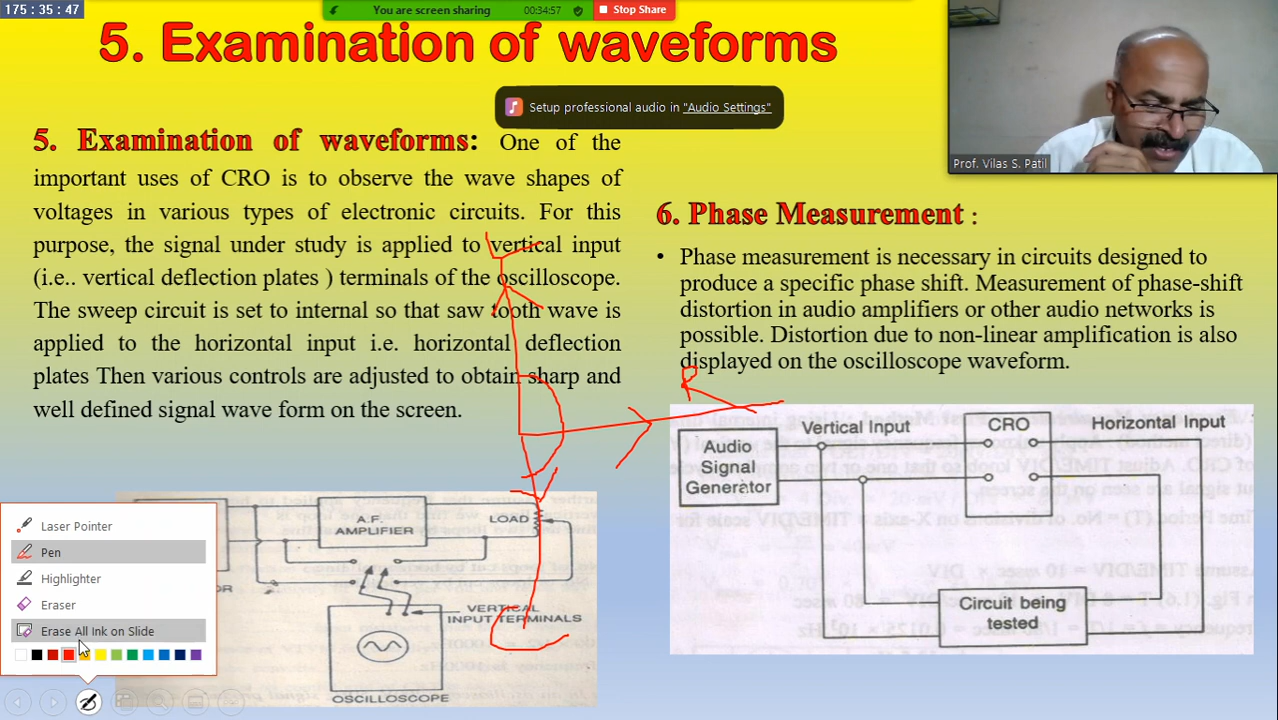 175 : 35 : 47
You are screen sharing
00:34:57
Stop Share
5. Examination of waveforms
Setup professional audio in "Audio Settings"
Prof. Vilas S. Patil
5. Examination of waveforms: One of the
important uses of CRO is to observe the wave shapes of
voltages in various types of electronic circuits. For this
purpose, the signal under study is applied to vertical input
(i.e.. vertical deflection plates ) terminals of the oscilloscope.
The sweep circuit is set to internal so that saw tooth wave is
applied to the horizontal input i.e. horizontal deflection
plates Then various controls are adjusted to obtain sharp and
well defined signal wave form on the screen.
6. Phase Measurement :
• Phase measurement is necessary in circuits designed to
produce a specific phase shift. Measurement of phase-shift
distortion in audio amplifiers or other audio networks is
possible. Distortion due to non-linear amplification is also
displayed on the oscilloscope waveform.
R
Audio
Signal
Generator
Vertical Input
CRO
Horizontal Input
Circuit being
tested
A.F.
AMPLIFIER
LOAD
OR
VERTICAL
INPUT TERMINALS
OSCILLOSCOPE
Laser Pointer
Pen
Highlighter
Eraser
Erase All Ink on Slide